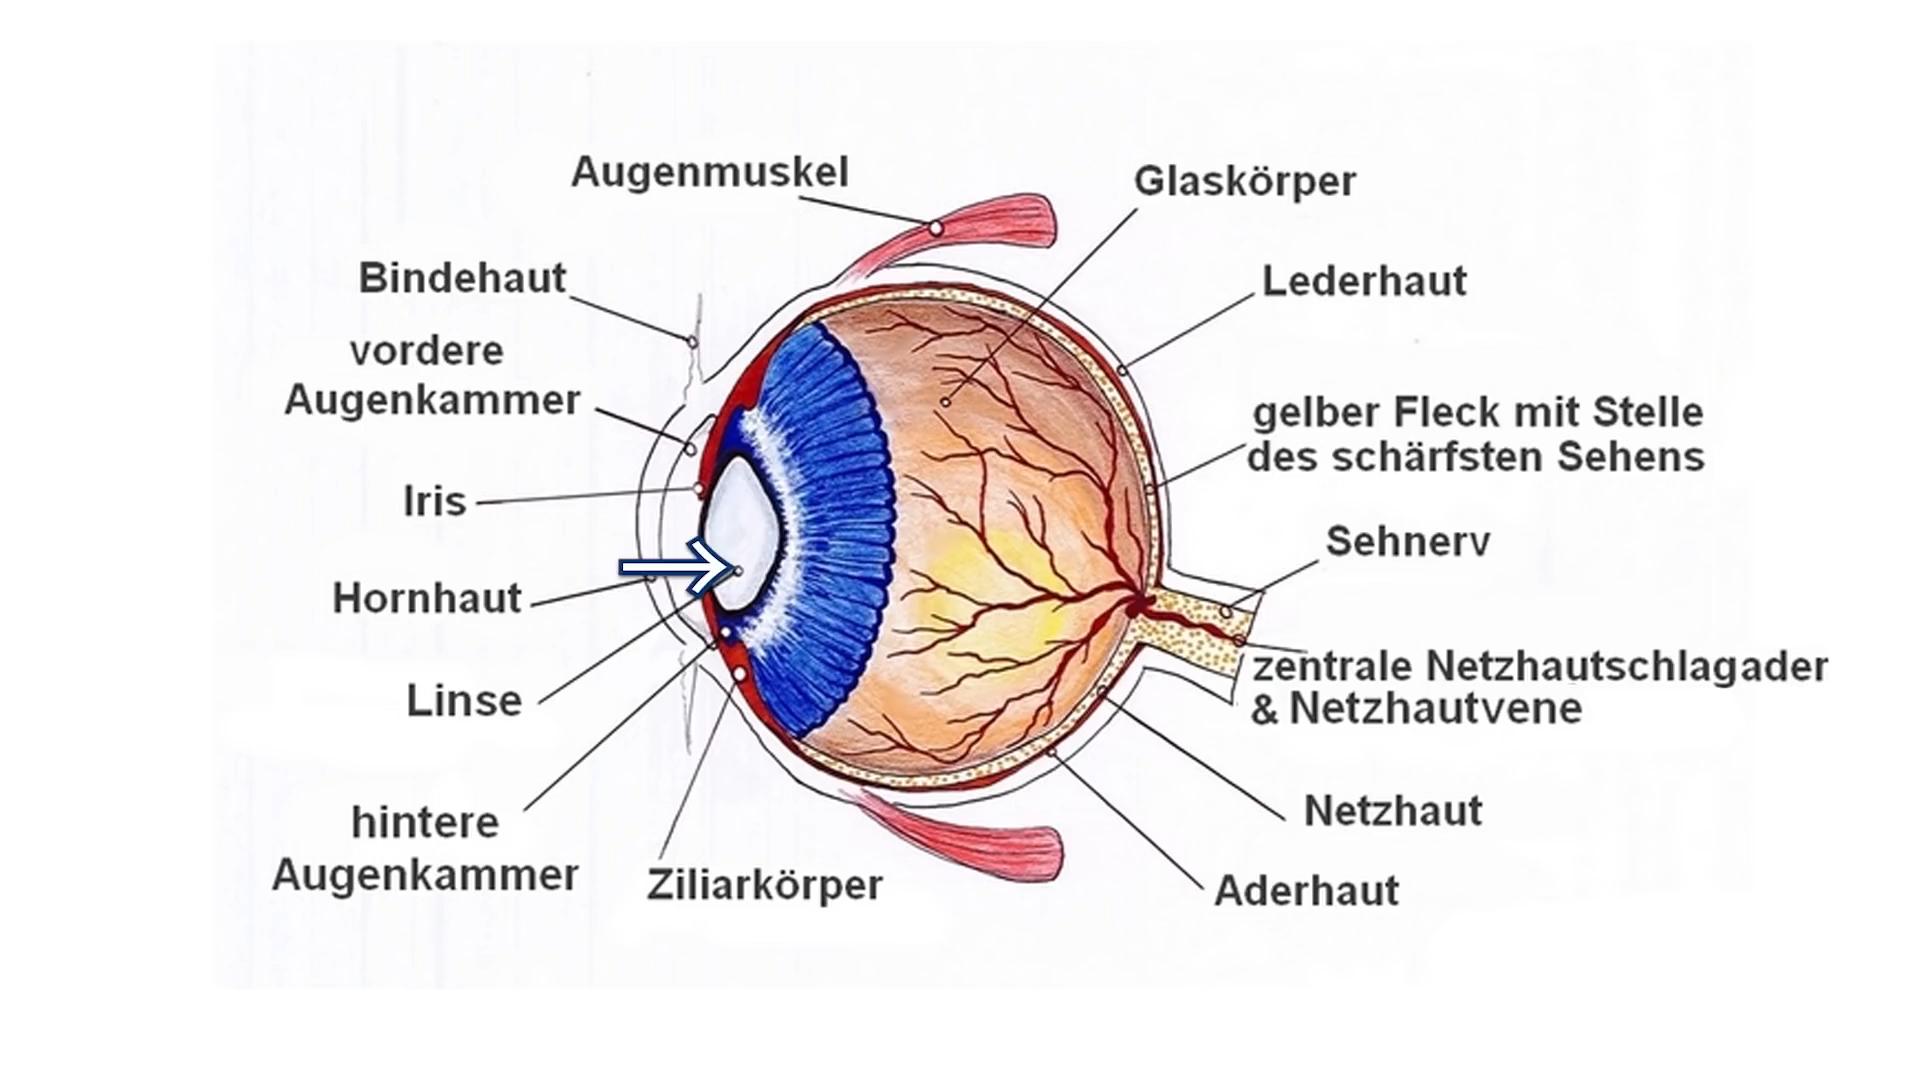 Augenmuskel
Glaskörper
Bindehaut
Lederhaut
vordere
Augenkammer
gelber Fleck mit Stelle
des schärfsten Sehens
Iris
Sehnerv
Hornhaut
zentrale Netzhautschlagader
& Netzhautvene
Linse
hintere
Augenkammer
Netzhaut
Ziliarkörper
Aderhaut